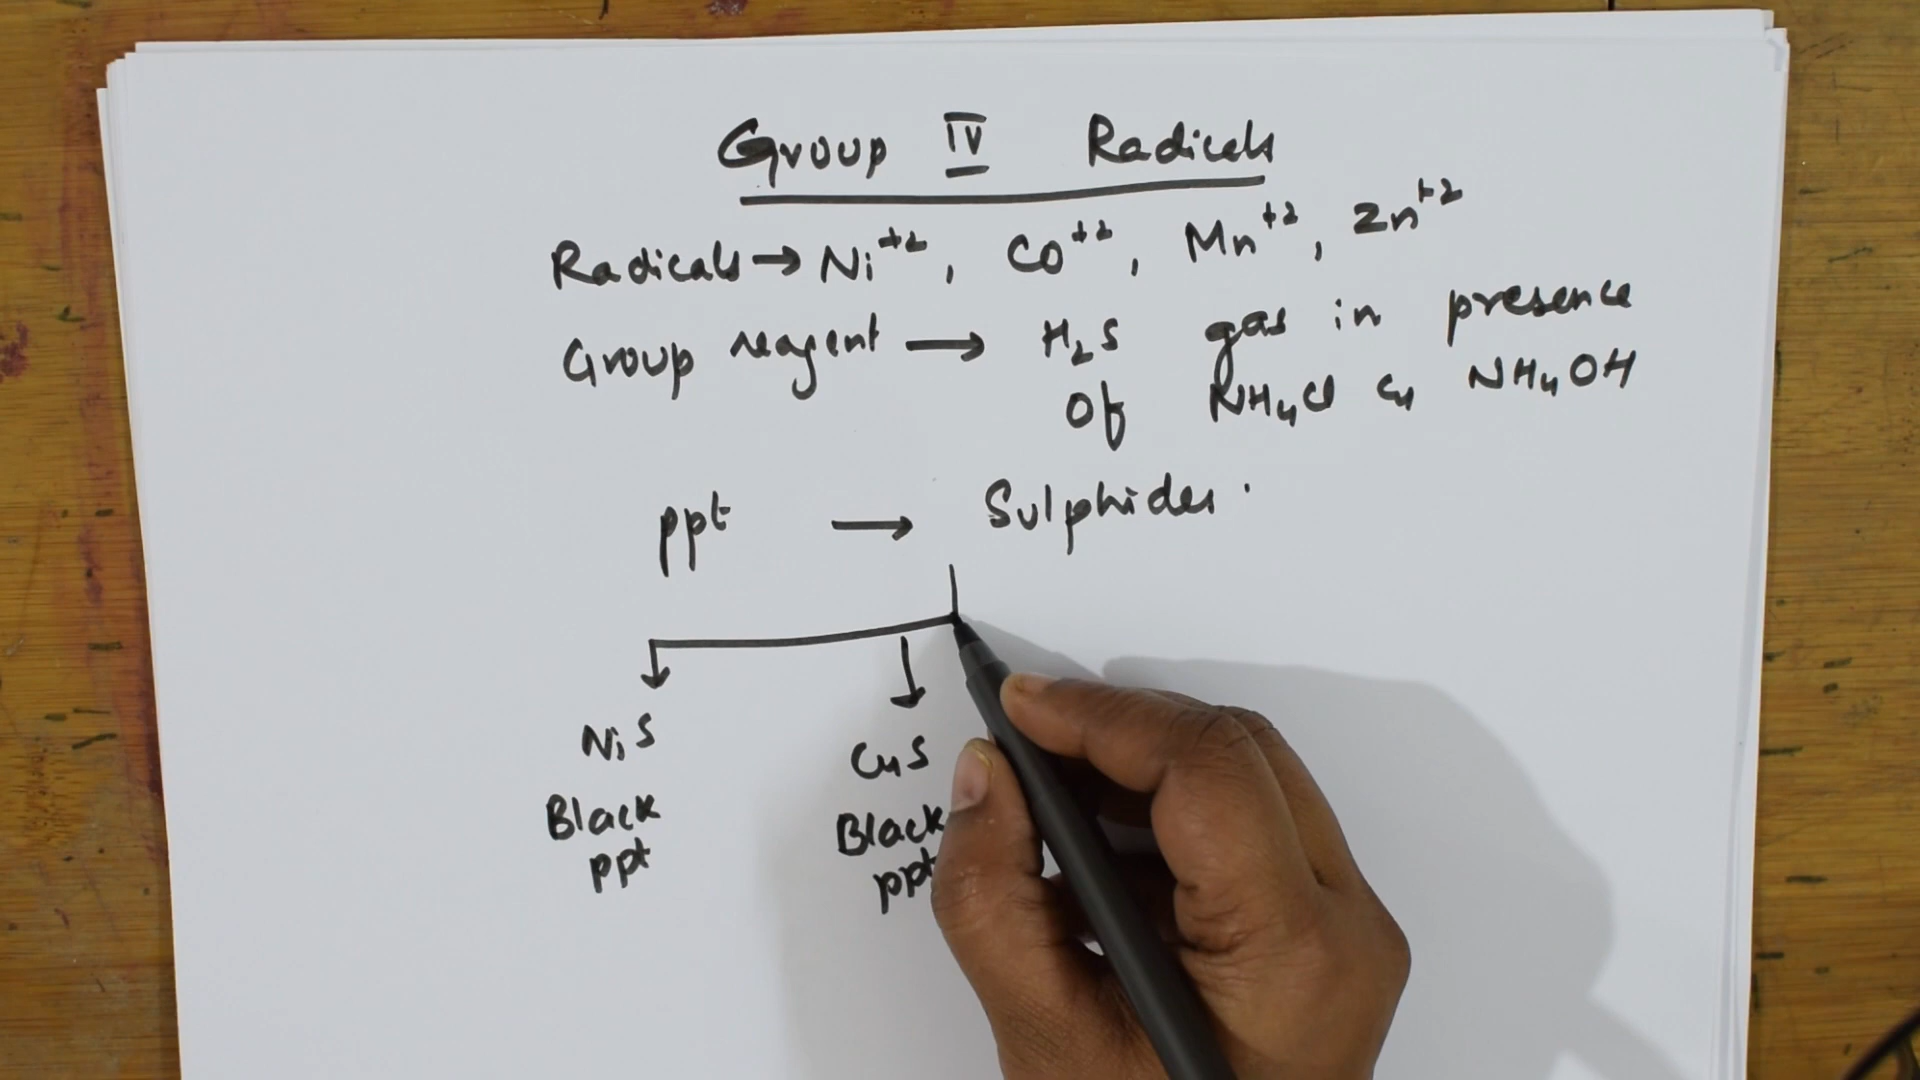 Group IV Radicals
Radicals → Ni+2, Co+2, Mn+2, Zn+2
Group reagent → H2S gas in presence
Of NH4Cl & NH4OH
ppt → Sulphides.
NiS CuS
Black Black
ppt ppt